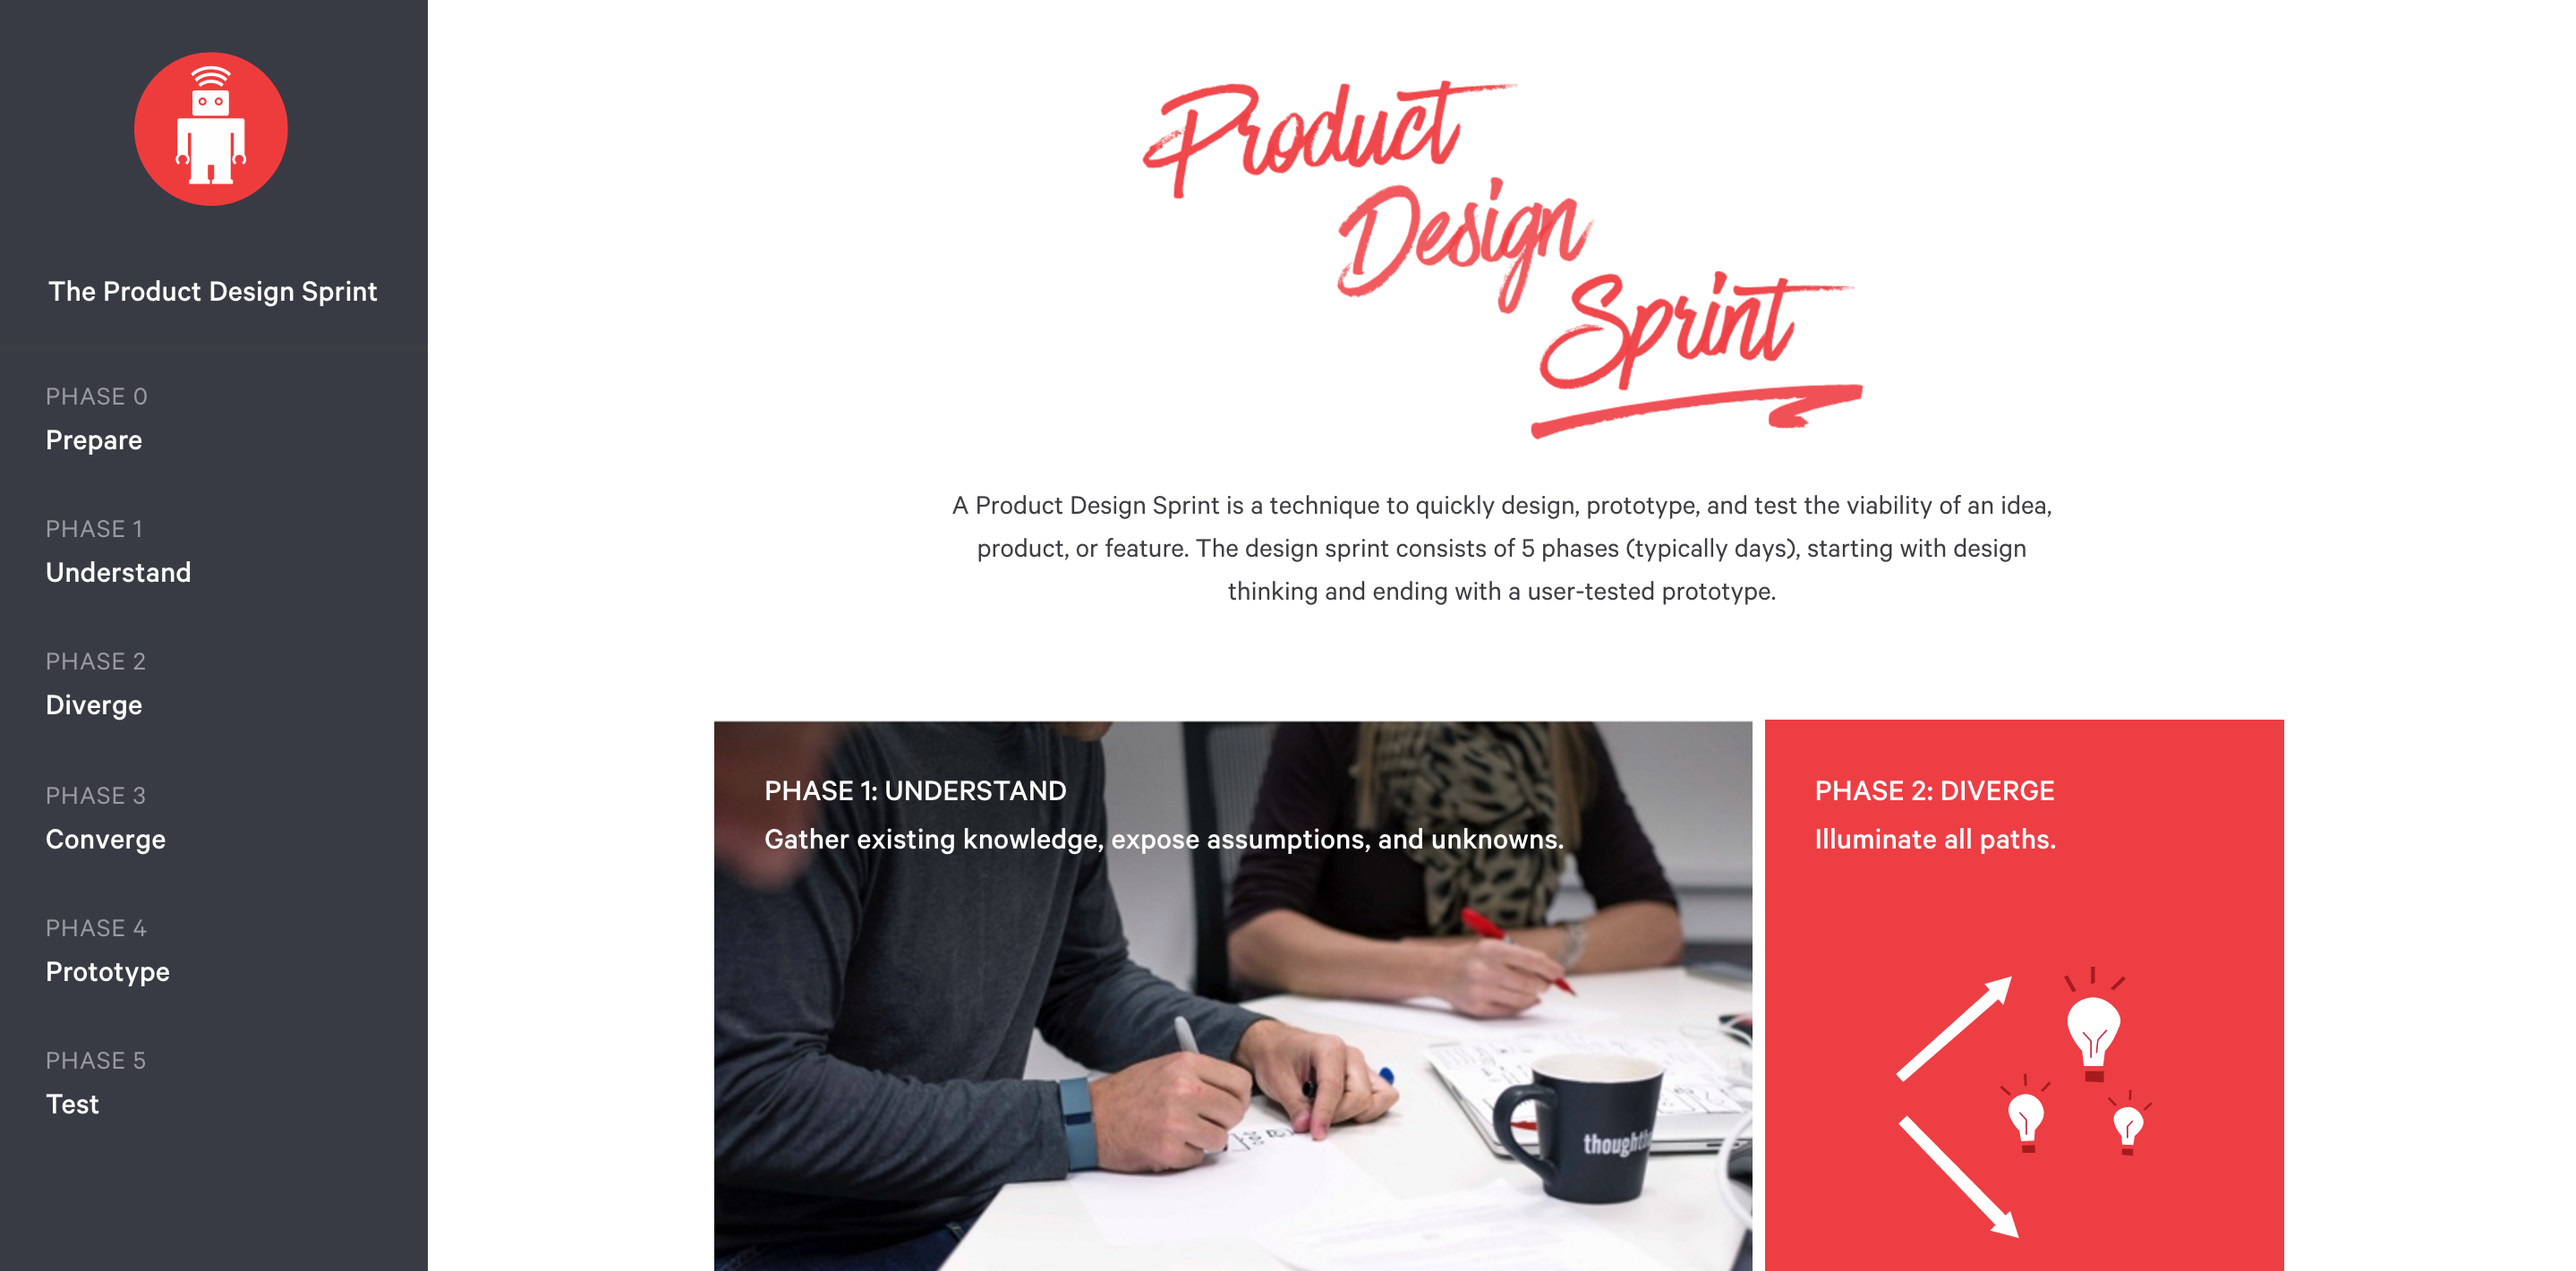 The Product Design Sprint
PHASE 0
Prepare
PHASE 1
Understand
PHASE 2
Diverge
PHASE 3
Converge
PHASE 4
Prototype
PHASE 5
Test
Product
Design
Sprint
A Product Design Sprint is a technique to quickly design, prototype, and test the viability of an idea,
product, or feature. The design sprint consists of 5 phases (typically days), starting with design
thinking and ending with a user-tested prototype.
PHASE 1: UNDERSTAND
Gather existing knowledge, expose assumptions, and unknowns.
PHASE 2: DIVERGE
Illuminate all paths.